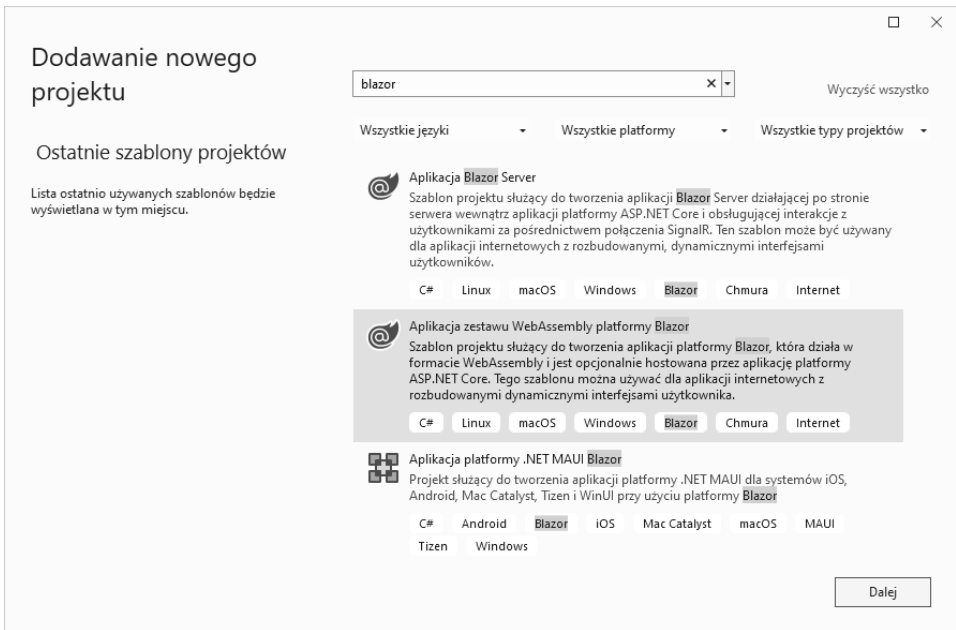 Dodawanie nowego
projektu
Ostatnie szablony projektów
Lista ostatnio używanych szablonów będzie
wyświetlana w tym miejscu.
blazor
Wyczyść wszystko
Wszystkie języki
Wszystkie platformy
Wszystkie typy projektów
Aplikacja Blazor Server
Szablon projektu służący do tworzenia aplikacji Blazor Server działającej po stronie
serwera wewnątrz aplikacji platformy ASP.NET Core i obsługującej interakcje z
użytkownikami za pośrednictwem połączenia SignalR. Ten szablon może być używany
dla aplikacji internetowych z rozbudowanymi, dynamicznymi interfejsami
użytkowników.
C# Linux macOS Windows Blazor Chmura Internet
Aplikacja zestawu WebAssembly platformy Blazor
Szablon projektu służący do tworzenia aplikacji platformy Blazor, która działa w
formacie WebAssembly i jest opcjonalnie hostowana przez aplikację platformy
ASP.NET Core. Tego szablonu można używać dla aplikacji internetowych z
rozbudowanymi dynamicznymi interfejsami użytkownika.
C# Linux macOS Windows Blazor Chmura Internet
Aplikacja platformy .NET MAUI Blazor
Projekt służący do tworzenia aplikacji platformy .NET MAUI dla systemów iOS,
Android, Mac Catalyst, Tizen i WinUI przy użyciu platformy Blazor
C# Android Blazor iOS Mac Catalyst macOS MAUI
Tizen Windows
Dalej